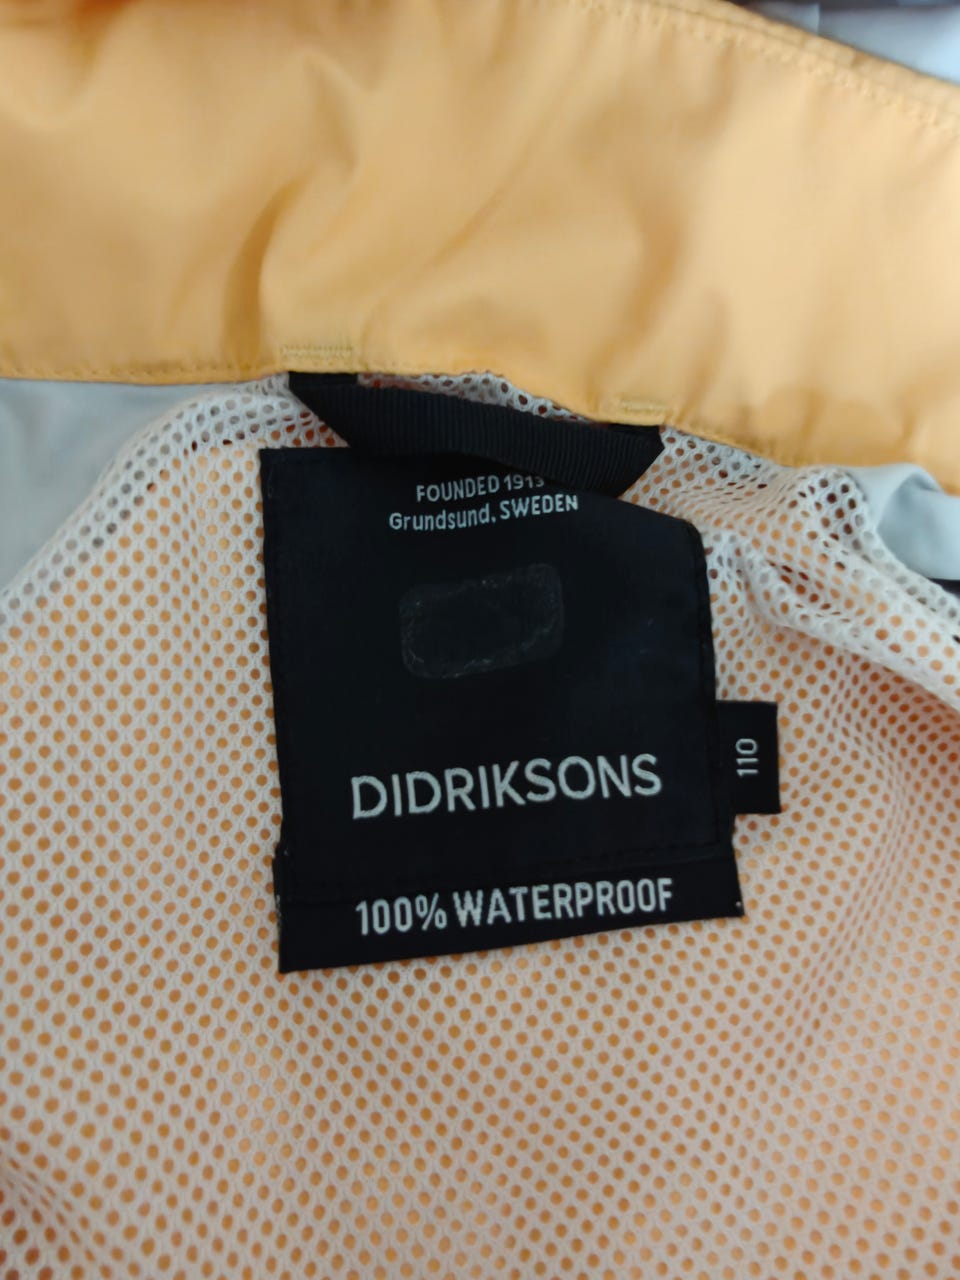 FOUNDED 1913
Grundsund, SWEDEN
DIDRIKSONS
110
100% WATERPROOF